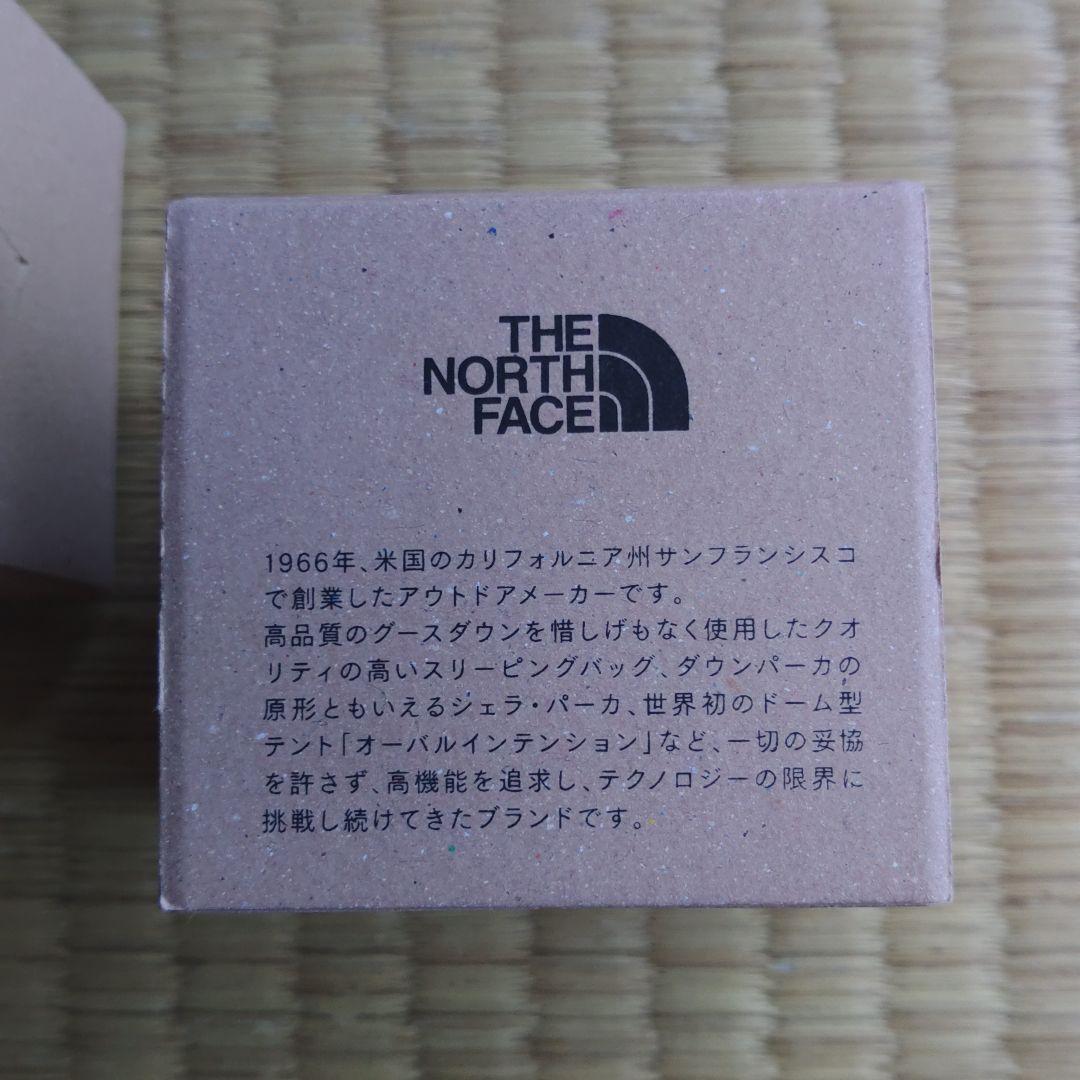 THE
NORTH
FACE
1966年、米国のカリフォルニア州サンフランシスコ
で創業したアウトドアメーカーです。
高品質のグースダウンを惜しげもなく使用したクオ
リティの高いスリーピングバッグ、ダウンパーカの
原形ともいえるシェラ・パーカ、世界初のドーム型
テント「オーバルインテンション」など、一切の妥協
を許さず、高機能を追求し、テクノロジーの限界に
挑戦し続けてきたブランドです。